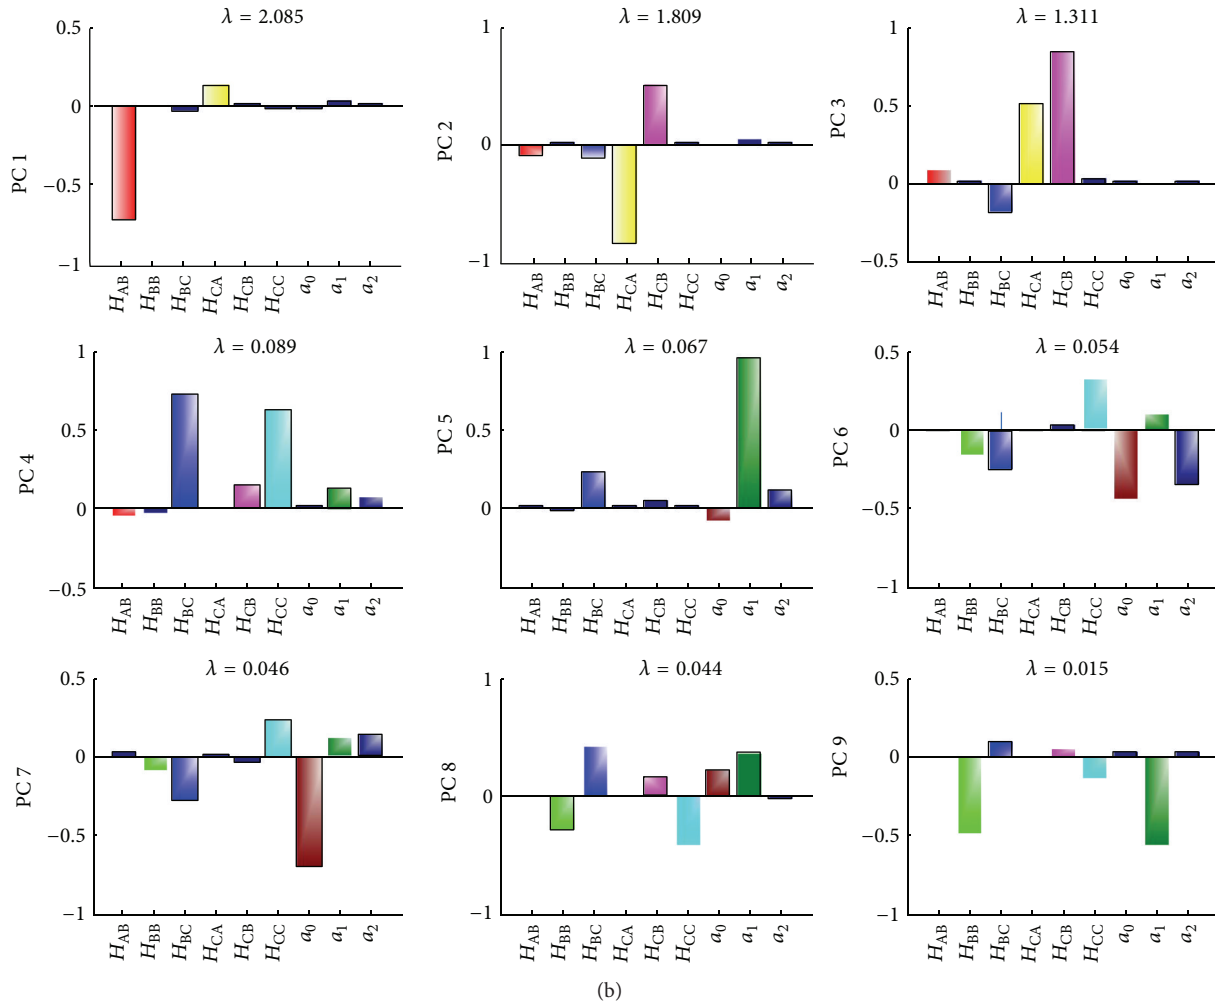 λ = 2.085
0.5
0
−0.5
−1
PC 1
H_AB H_BB H_BC H_CA H_CB H_CC a_0 a_1 a_2
λ = 1.809
1
0
−1
PC 2
H_AB H_BB H_BC H_CA H_CB H_CC a_0 a_1 a_2
λ = 1.311
1
0.5
0
−0.5
PC 3
H_AB H_BB H_BC H_CA H_CB H_CC a_0 a_1 a_2
λ = 0.089
1
0.5
0
−0.5
PC 4
H_AB H_BB H_BC H_CA H_CB H_CC a_0 a_1 a_2
λ = 0.067
1
0.5
0
PC 5
H_AB H_BB H_BC H_CA H_CB H_CC a_0 a_1 a_2
λ = 0.054
0.5
0
−0.5
−1
PC 6
H_AB H_BB H_BC H_CA H_CB H_CC a_0 a_1 a_2
λ = 0.046
0.5
0
−0.5
−1
PC 7
H_AB H_BB H_BC H_CA H_CB H_CC a_0 a_1 a_2
λ = 0.044
1
0
−1
PC 8
H_AB H_BB H_BC H_CA H_CB H_CC a_0 a_1 a_2
λ = 0.015
0.5
0
−0.5
−1
PC 9
H_AB H_BB H_BC H_CA H_CB H_CC a_0 a_1 a_2
(b)